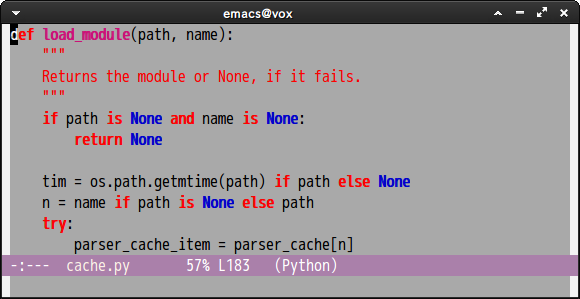 emacs@vox
def load_module(path, name):
    """
    Returns the module or None, if it fails.
    """
    if path is None and name is None:
        return None

    tim = os.path.getmtime(path) if path else None
    n = name if path is None else path
    try:
        parser_cache_item = parser_cache[n]
-:---  cache.py       57% L183   (Python)